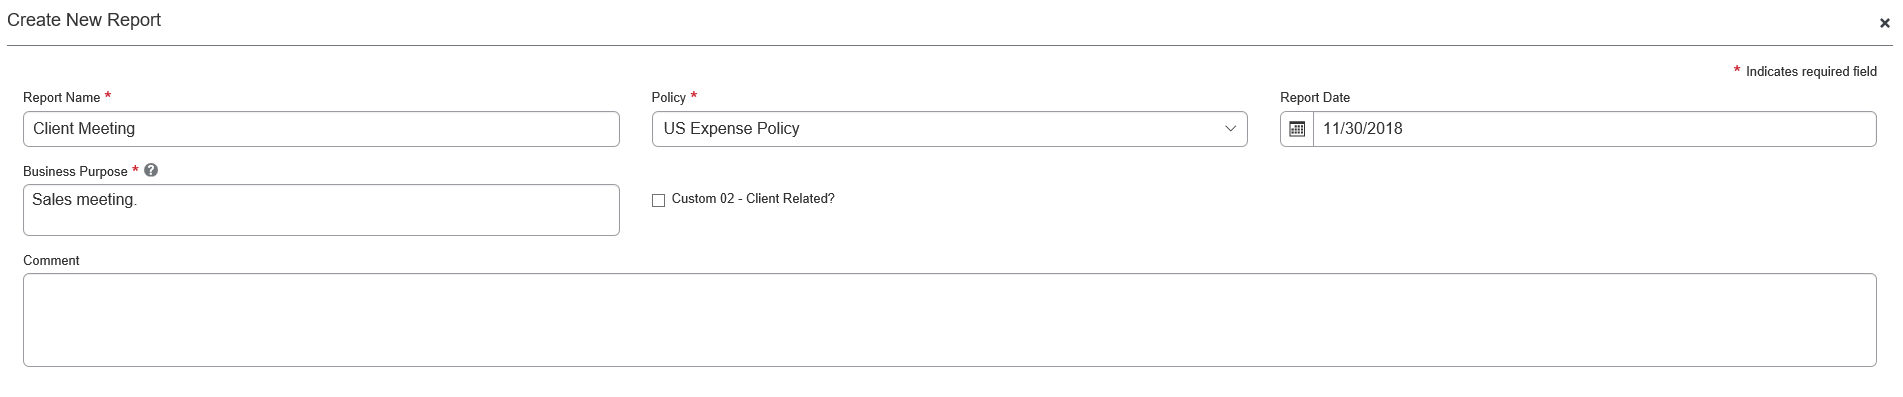 Create New Report
* Indicates required field
Report Name *
Policy *
Report Date
Client Meeting
US Expense Policy
11/30/2018
Business Purpose * ?
Sales meeting.
Custom 02 - Client Related?
Comment